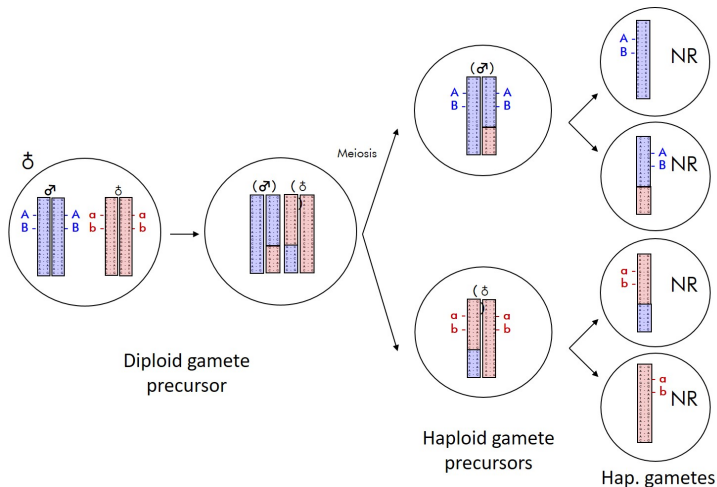 ♁
♂ ♁
A A a a
B B b b
Diploid gamete
precursor
(♂) (♁)
Meiosis
(♂)
A A
B B
(♁)
a a
b b
Haploid gamete
precursors
A
B
NR
A
B
NR
a
b
NR
a
b
NR
Hap. gametes